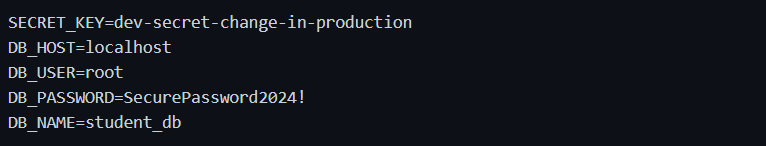 SECRET_KEY=dev-secret-change-in-production
DB_HOST=localhost
DB_USER=root
DB_PASSWORD=SecurePassword2024!
DB_NAME=student_db